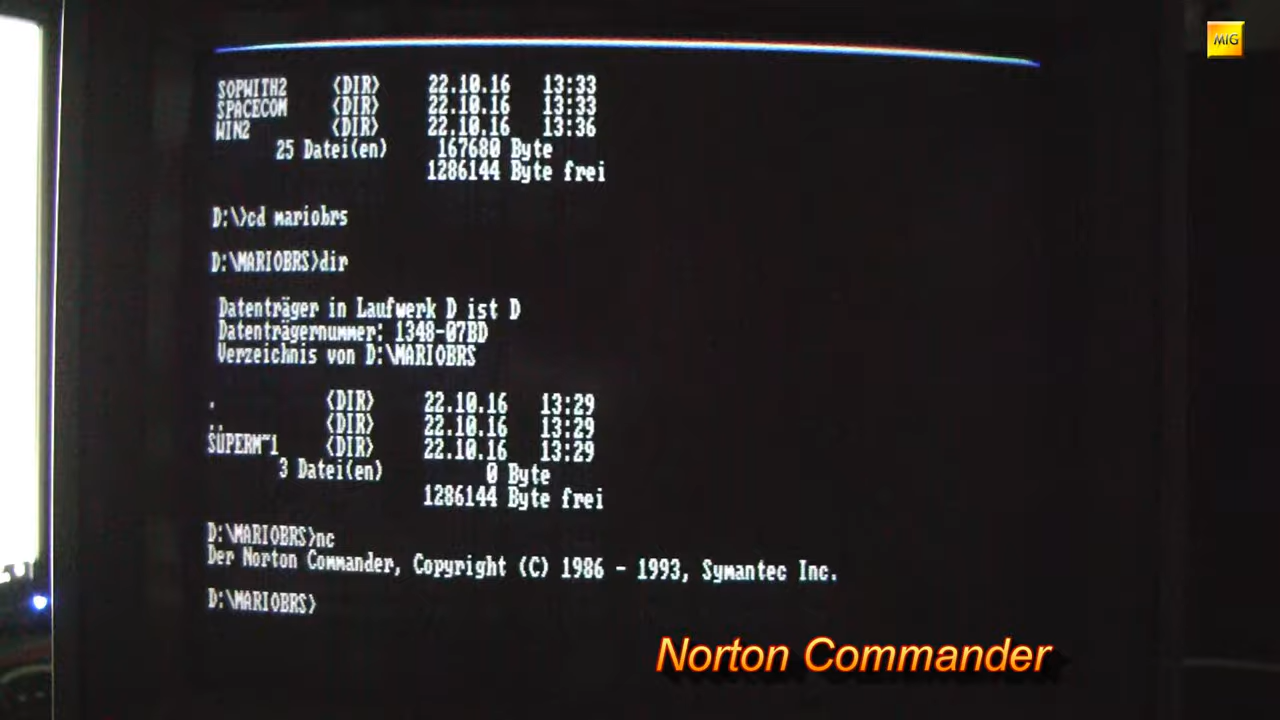 MIG
SOPWITH2 <DIR> 22.10.16 13:33
SPACECOM <DIR> 22.10.16 13:33
WIN2 <DIR> 22.10.16 13:36
25 Datei(en) 167680 Byte
1286144 Byte frei
D:\>cd mariobrs
D:\MARIOBRS>dir
Datenträger in Laufwerk D ist D
Datenträgernummer: 1348-07BD
Verzeichnis von D:\MARIOBRS
. <DIR> 22.10.16 13:29
.. <DIR> 22.10.16 13:29
SUPERM~1 <DIR> 22.10.16 13:29
3 Datei(en) 0 Byte
1286144 Byte frei
D:\MARIOBRS>nc
Der Norton Commander, Copyright (C) 1986 - 1993, Symantec Inc.
D:\MARIOBRS>
Norton Commander